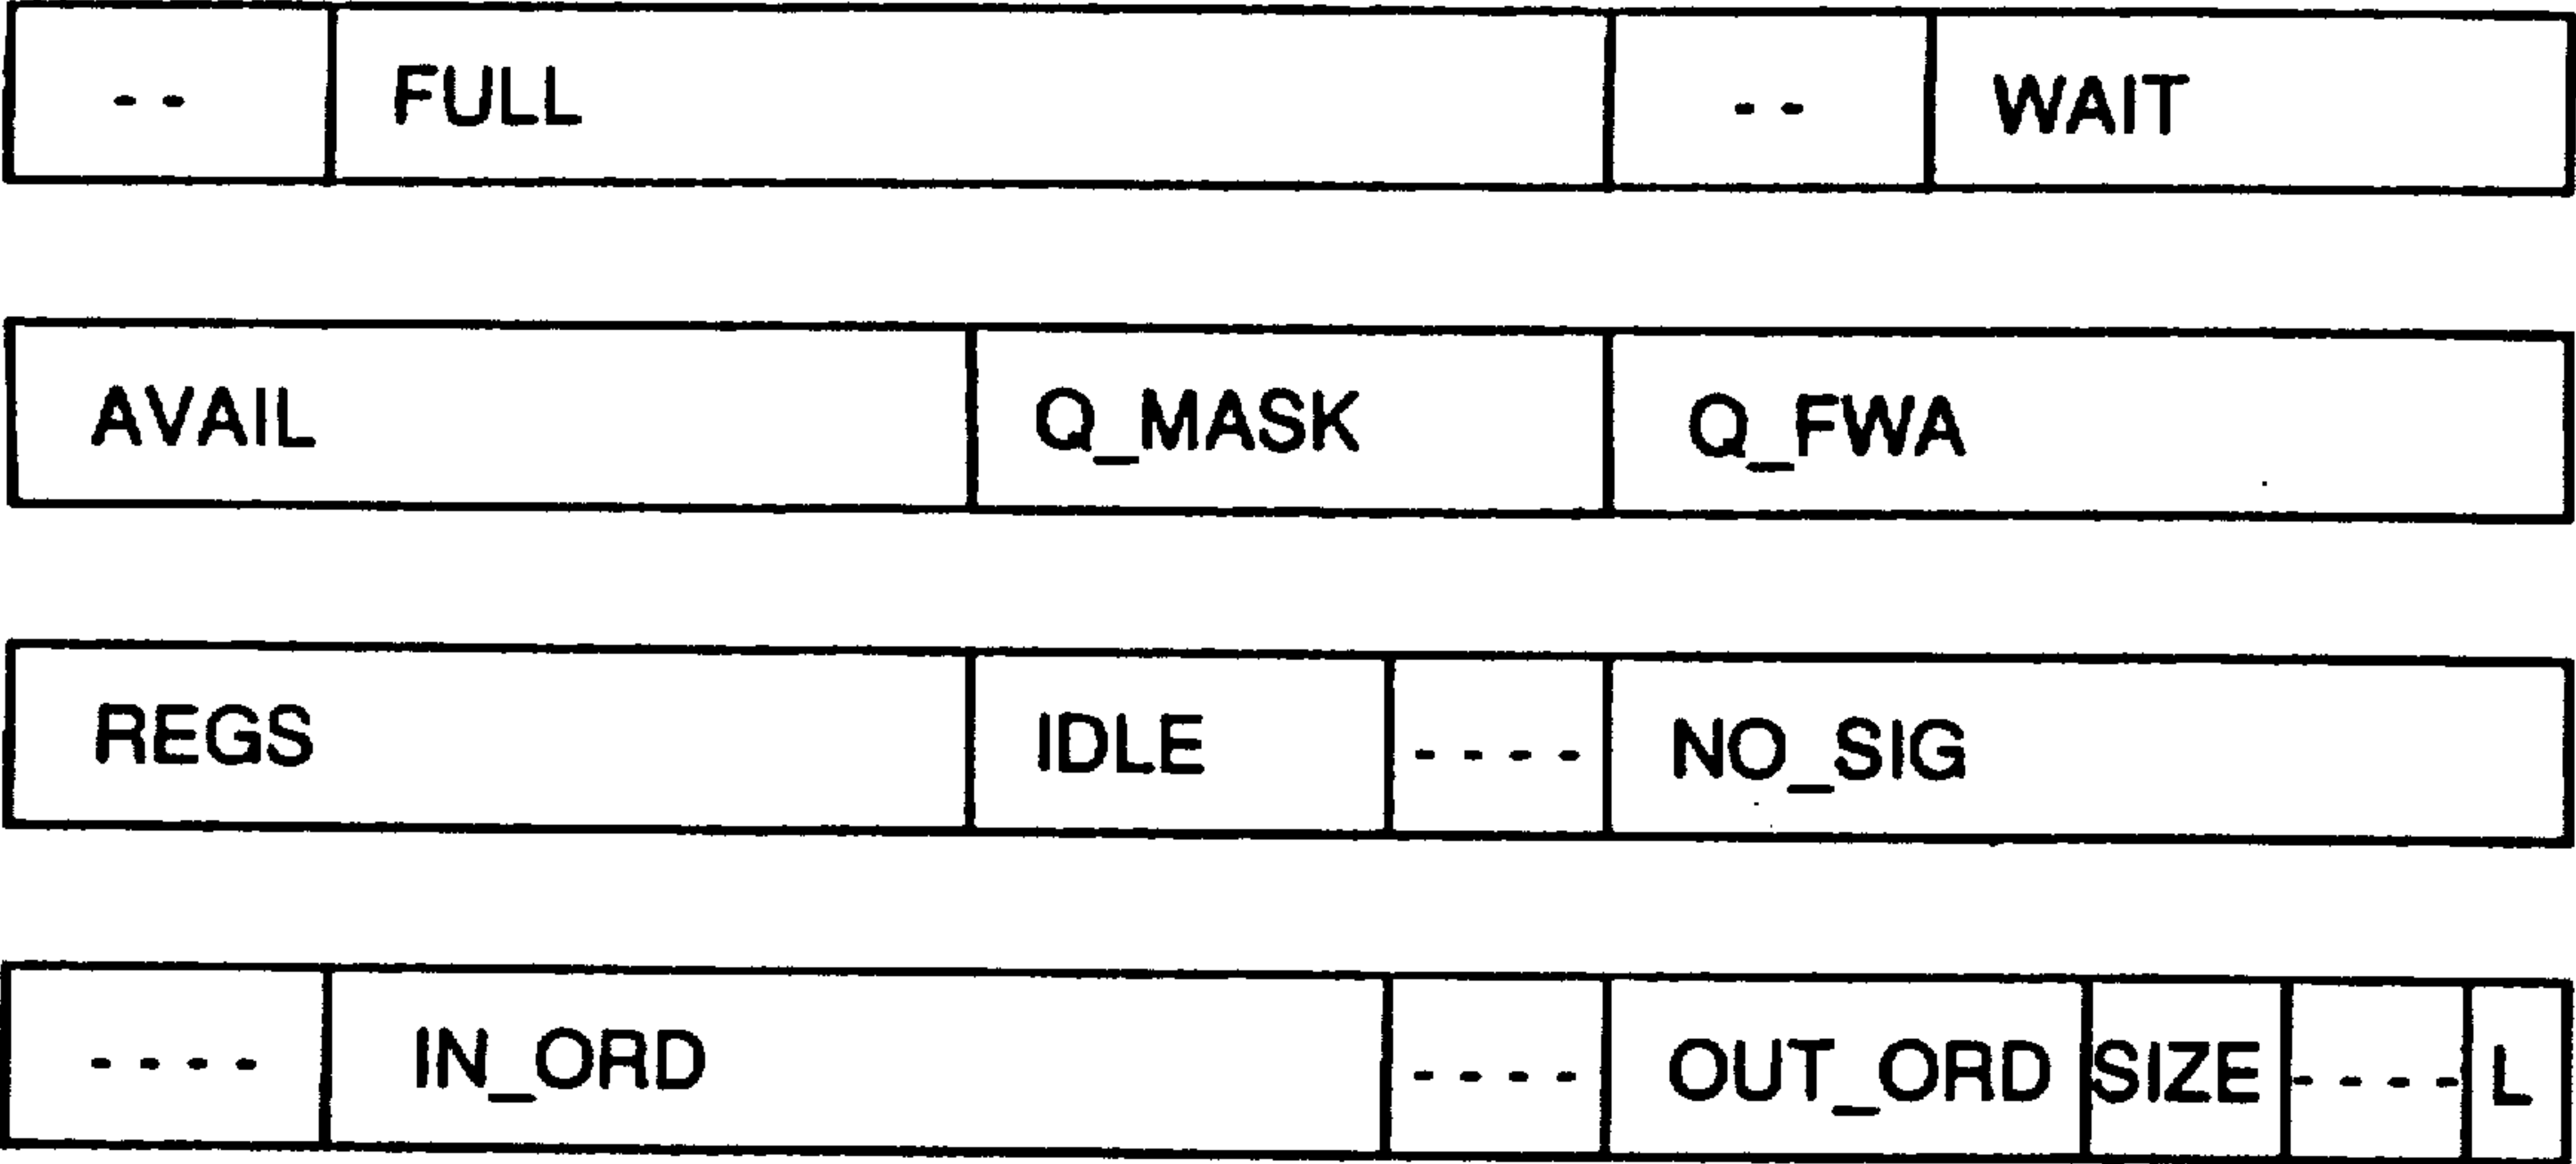 -- FULL -- WAIT
AVAIL Q_MASK Q_FWA
REGS IDLE ---- NO_SIG
---- IN_ORD ---- OUT_ORD SIZE ---- L